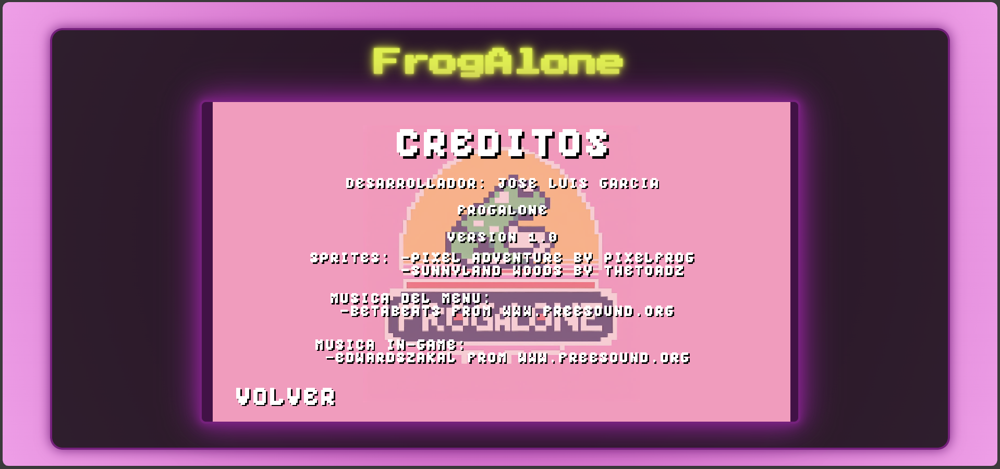 FrogAlone
CREDITOS
DESARROLLADOR: JOSE LUIS GARCIA
FROGALONE
VERSION 1.0
SPRITES: -PIXEL ADVENTURE BY PIXELFROG
-SUNNYLAND WOODS BY THETOADZ
MUSICA DEL MENU:
-BETABEATS FROM WWW.FREESOUND.ORG
FROGALONE
MUSICA IN-GAME:
-EDWARDSZAKAL FROM WWW.FREESOUND.ORG
VOLVER